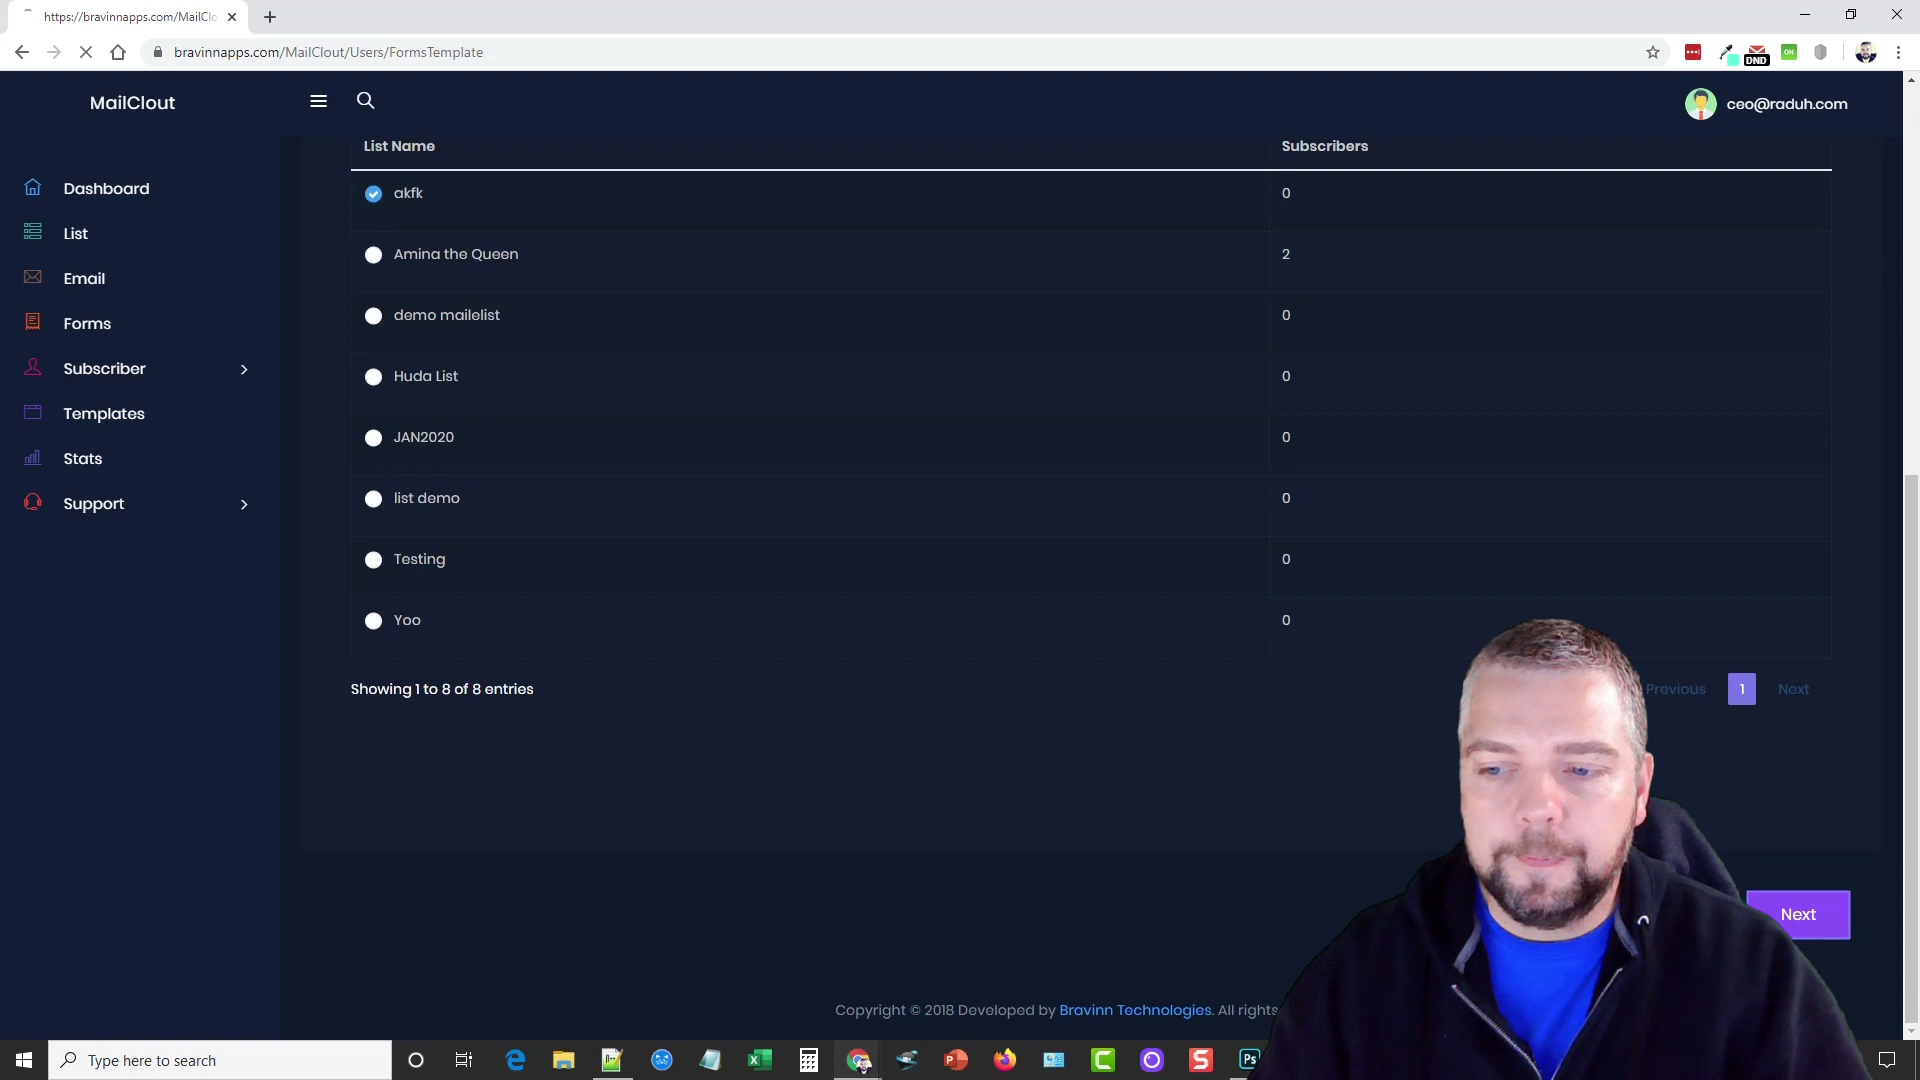 https://bravinnapps.com/MailClo
bravinnapps.com/MailClout/Users/FormsTemplate
DND
ON
MailClout
ceo@raduh.com
Dashboard
List
Email
Forms
Subscriber
Templates
Stats
Support
List Name Subscribers
akfk 0
Amina the Queen 2
demo mailelist 0
Huda List 0
JAN2020 0
list demo 0
Testing 0
Yoo 0
Showing 1 to 8 of 8 entries
Previous 1 Next
Next
Copyright © 2018 Developed by Bravinn Technologies. All rights
Type here to search
Ps